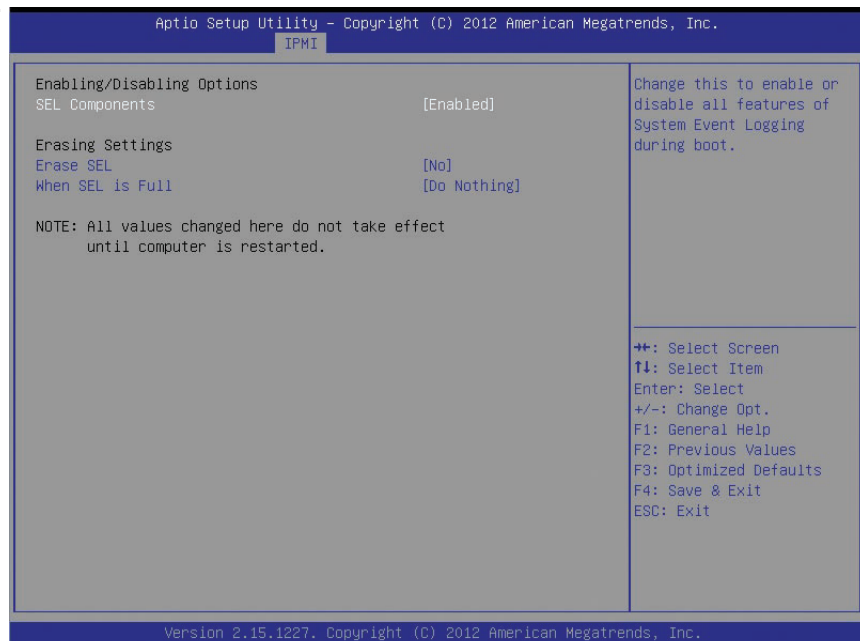 Aptio Setup Utility – Copyright (C) 2012 American Megatrends, Inc.
IPMI
Enabling/Disabling Options
SEL Components [Enabled]
Erasing Settings
Erase SEL [No]
When SEL is Full [Do Nothing]
NOTE: All values changed here do not take effect
until computer is restarted.
Change this to enable or
disable all features of
System Event Logging
during boot.
→←: Select Screen
↑↓: Select Item
Enter: Select
+/-: Change Opt.
F1: General Help
F2: Previous Values
F3: Optimized Defaults
F4: Save & Exit
ESC: Exit
Version 2.15.1227. Copyright (C) 2012 American Megatrends, Inc.